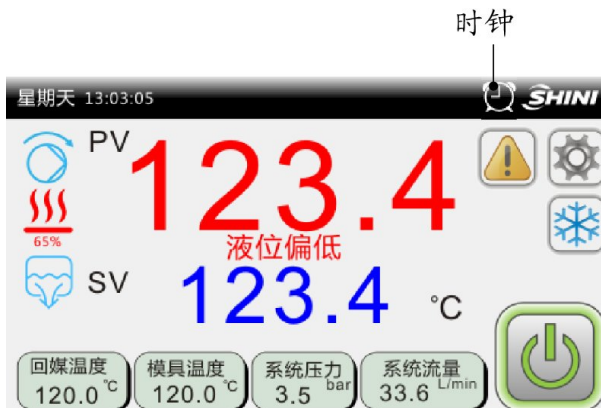 时钟
星期天 13:03:05
SHINI
PV 123.4
65%
液位偏低
SV 123.4 °C
回媒温度 模具温度 系统压力 系统流量
120.0 °C 120.0 °C 3.5 bar 33.6 L/min